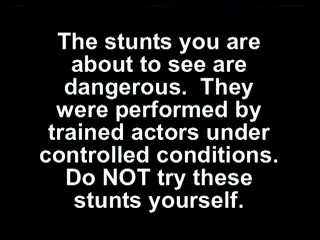 The stunts you are
about to see are
dangerous.  They
were performed by
trained actors under
controlled conditions.
Do NOT try these
stunts yourself.